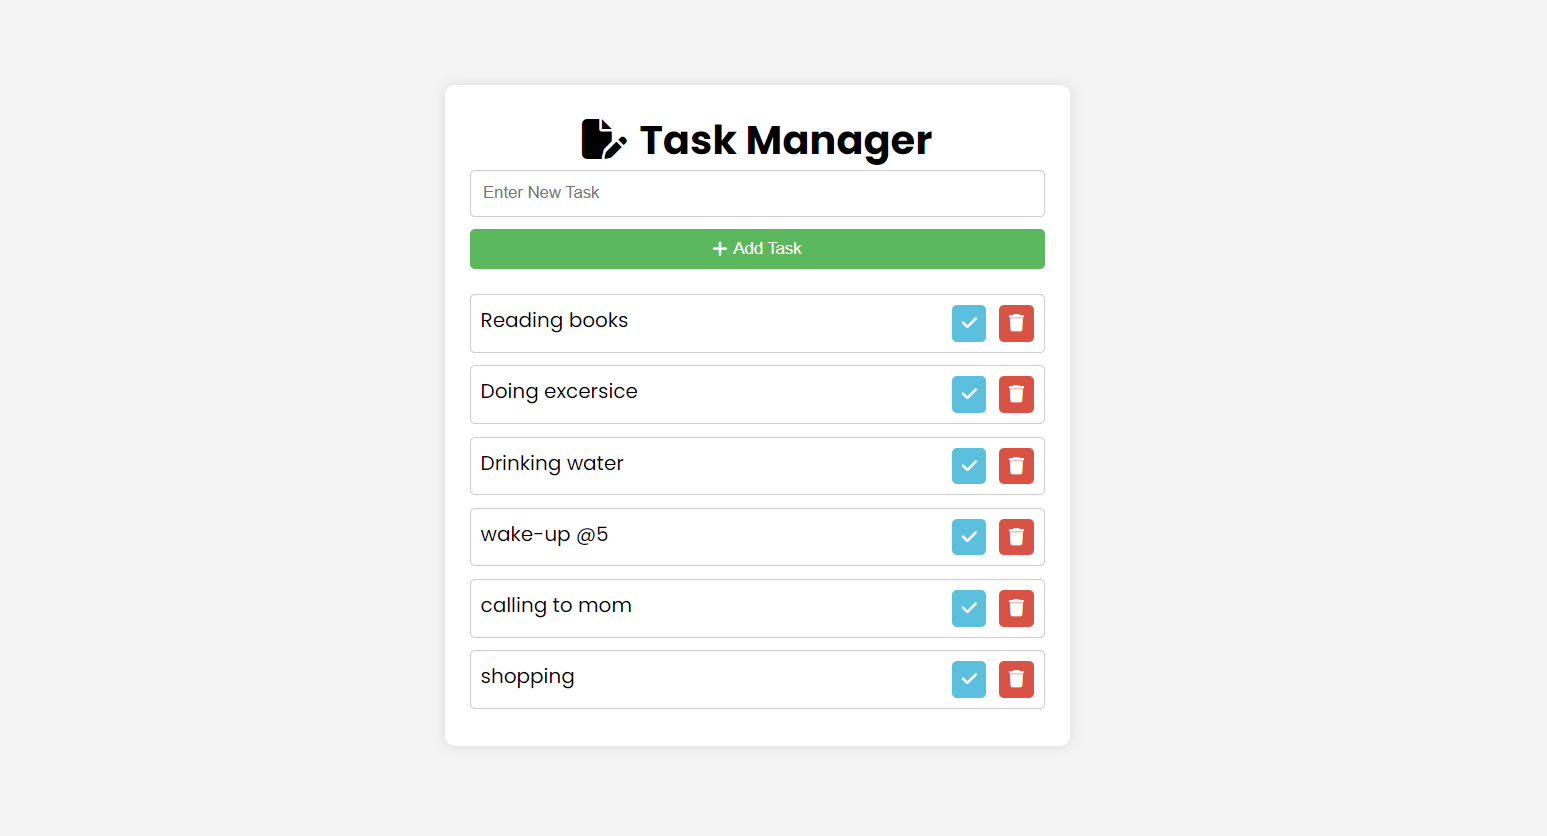 Task Manager
Enter New Task
Add Task
Reading books
Doing excersice
Drinking water
wake-up @5
calling to mom
shopping